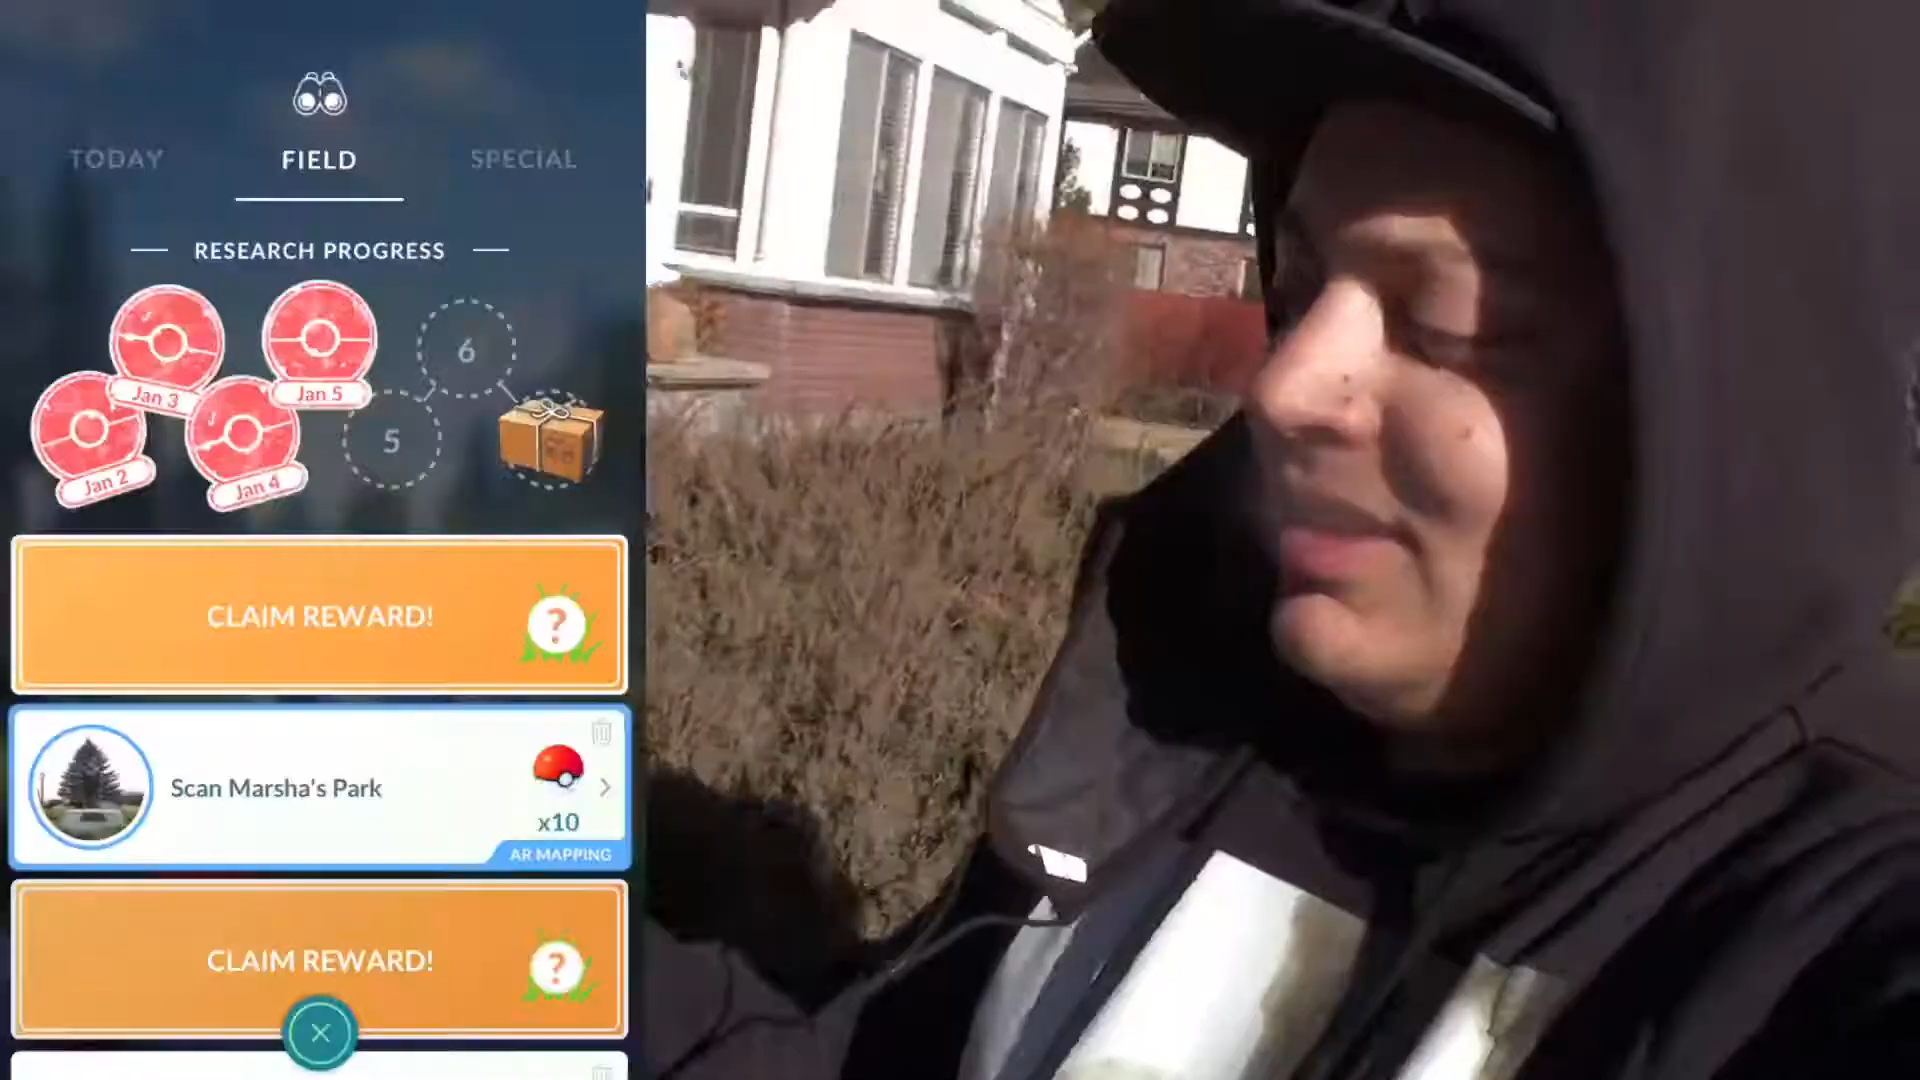 TODAY
FIELD
SPECIAL
RESEARCH PROGRESS
Jan 3
Jan 5
6
Jan 2
Jan 4
5
CLAIM REWARD!
?
Scan Marsha's Park
x10
AR MAPPING
CLAIM REWARD!
?